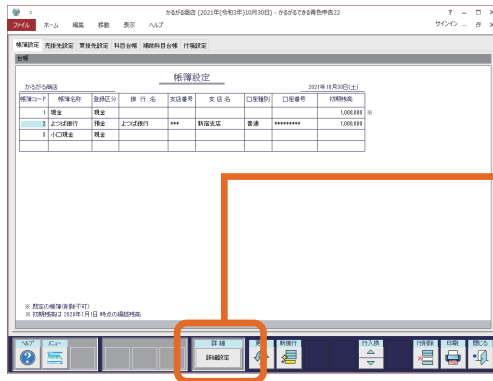 かるがる商店 (2021年(令和3年)10月30日) - かるがるできる青色申告22
ファイル ホーム 編集 移動 表示 ヘルプ
サインイン
帳簿設定 売掛先設定 買掛先設定 科目台帳 補助科目台帳 付箋設定
台帳
帳簿設定
かるがる商店 2021年10月30日(土)
帳簿コード 帳簿名称 登録区分 銀行名 支店番号 支店名 口座種別 口座番号 初期残高
1 現金 現金 1,000,000 ※
2 よつば銀行 預金 よつば銀行 *** 新宿支店 普通 ********* 1,000,000
3 小口現金 現金
※ 既定の帳簿(削除不可)
※ 初期残高は 2020年1月1日 時点の繰越残高
ヘルプ メニュー 詳細 新規行 行入換 行削除 印刷 閉じる
詳細設定